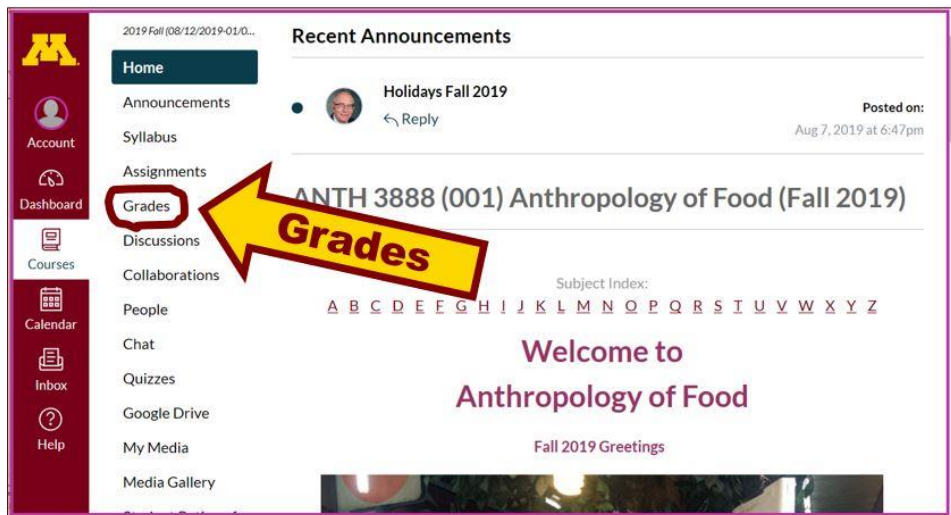 M
Account
Dashboard
Courses
Calendar
Inbox
Help
2019 Fall (08/12/2019-01/0...
Home
Announcements
Syllabus
Assignments
Grades
Discussions
Collaborations
People
Chat
Quizzes
Google Drive
My Media
Media Gallery
Grades
Recent Announcements
Holidays Fall 2019
Reply
Posted on:
Aug 7, 2019 at 6:47pm
ANTH 3888 (001) Anthropology of Food (Fall 2019)
Subject Index:
A B C D E F G H I J K L M N O P Q R S T U V W X Y Z
Welcome to
Anthropology of Food
Fall 2019 Greetings